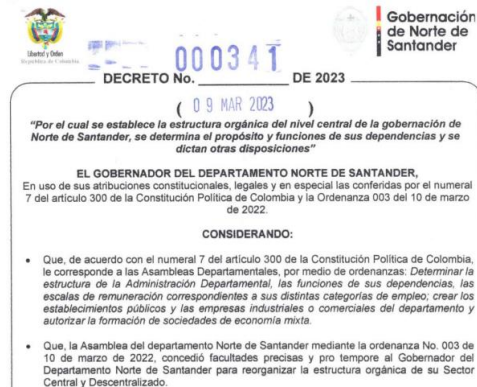 Libertad y Orden
República de Colombia
Gobernación
de Norte de
Santander
000341
DECRETO No. DE 2023
( 09 MAR 2023 )
"Por el cual se establece la estructura orgánica del nivel central de la gobernación de
Norte de Santander, se determina el propósito y funciones de sus dependencias y se
dictan otras disposiciones"
EL GOBERNADOR DEL DEPARTAMENTO NORTE DE SANTANDER,
En uso de sus atribuciones constitucionales, legales y en especial las conferidas por el numeral
7 del artículo 300 de la Constitución Política de Colombia y la Ordenanza 003 del 10 de marzo
de 2022.
CONSIDERANDO:
• Que, de acuerdo con el numeral 7 del artículo 300 de la Constitución Política de Colombia,
le corresponde a las Asambleas Departamentales, por medio de ordenanzas: Determinar la
estructura de la Administración Departamental, las funciones de sus dependencias, las
escalas de remuneración correspondientes a sus distintas categorías de empleo; crear los
establecimientos públicos y las empresas industriales o comerciales del departamento y
autorizar la formación de sociedades de economía mixta.
• Que, la Asamblea del departamento Norte de Santander mediante la ordenanza No. 003 de
10 de marzo de 2022, concedió facultades precisas y pro tempore al Gobernador del
Departamento Norte de Santander para reorganizar la estructura orgánica de su Sector
Central y Descentralizado.